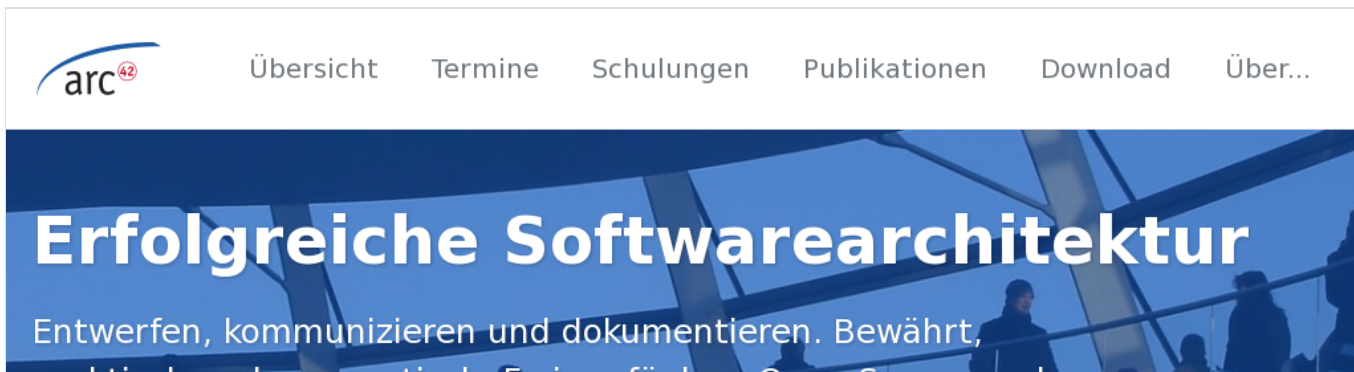 arc42
Übersicht Termine Schulungen Publikationen Download Über...
Erfolgreiche Softwarearchitektur
Entwerfen, kommunizieren und dokumentieren. Bewährt,